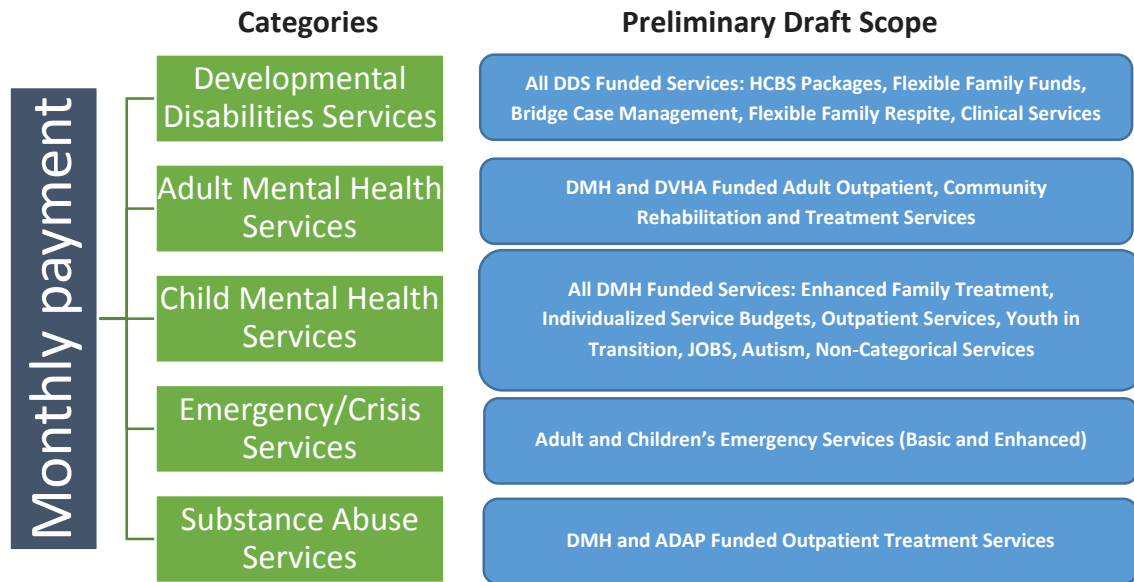 Categories
Preliminary Draft Scope
Monthly payment
Developmental
Disabilities Services
All DDS Funded Services: HCBS Packages, Flexible Family Funds,
Bridge Case Management, Flexible Family Respite, Clinical Services
Adult Mental Health
Services
DMH and DVHA Funded Adult Outpatient, Community
Rehabilitation and Treatment Services
Child Mental Health
Services
All DMH Funded Services: Enhanced Family Treatment,
Individualized Service Budgets, Outpatient Services, Youth in
Transition, JOBS, Autism, Non-Categorical Services
Emergency/Crisis
Services
Adult and Children’s Emergency Services (Basic and Enhanced)
Substance Abuse
Services
DMH and ADAP Funded Outpatient Treatment Services